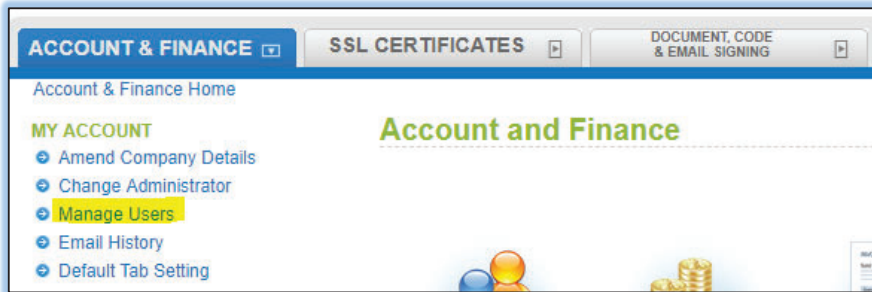 ACCOUNT & FINANCE
SSL CERTIFICATES
DOCUMENT, CODE
& EMAIL SIGNING
Account & Finance Home
MY ACCOUNT
Amend Company Details
Change Administrator
Manage Users
Email History
Default Tab Setting
Account and Finance